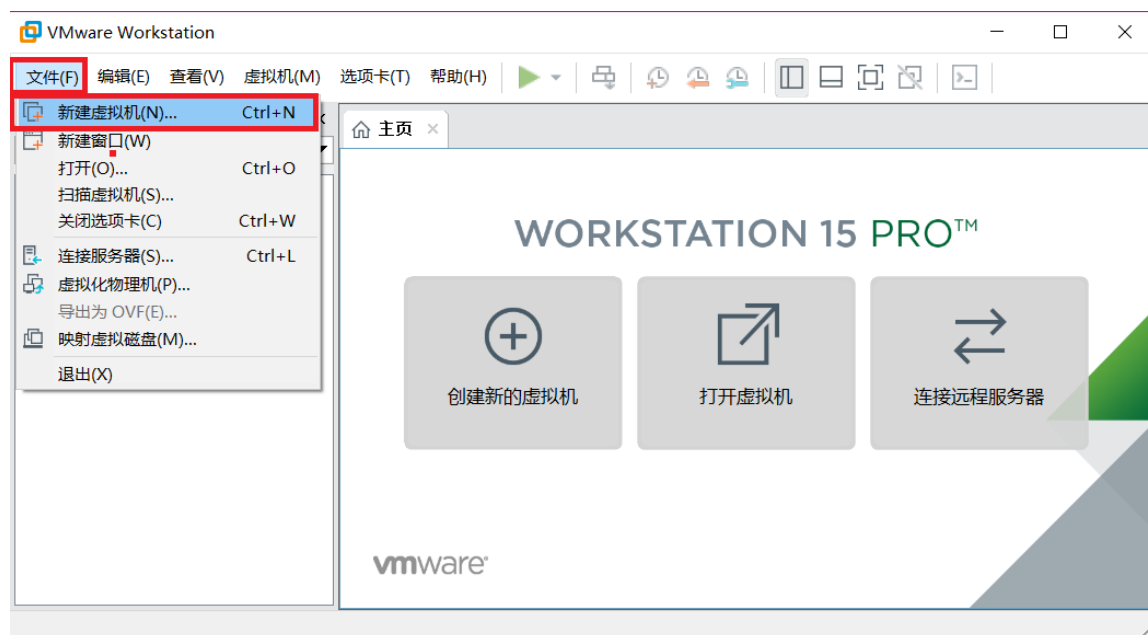 VMware Workstation
文件(F) 编辑(E) 查看(V) 虚拟机(M) 选项卡(T) 帮助(H)
新建虚拟机(N)... Ctrl+N
新建窗口(W)
打开(O)... Ctrl+O
扫描虚拟机(S)...
关闭选项卡(C) Ctrl+W
连接服务器(S)... Ctrl+L
虚拟化物理机(P)...
导出为 OVF(E)...
映射虚拟磁盘(M)...
退出(X)
主页
WORKSTATION 15 PRO™
创建新的虚拟机
打开虚拟机
连接远程服务器
vmware